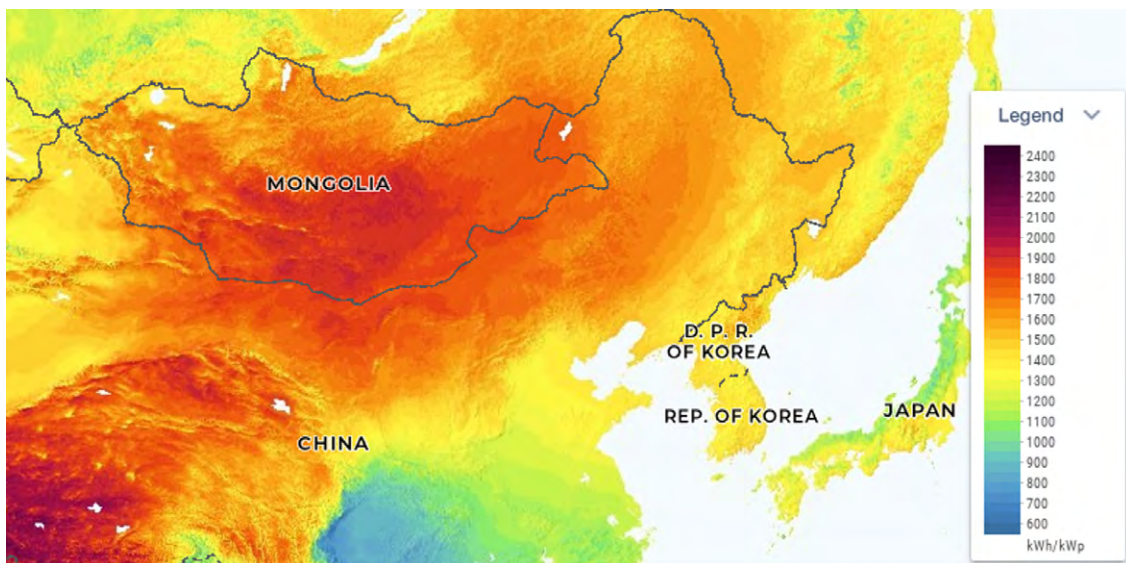 MONGOLIA
D. P. R.
OF KOREA
REP. OF KOREA
JAPAN
CHINA
Legend
2400
2300
2200
2100
2000
1900
1800
1700
1600
1500
1400
1300
1200
1100
1000
900
800
700
600
kWh/kWp